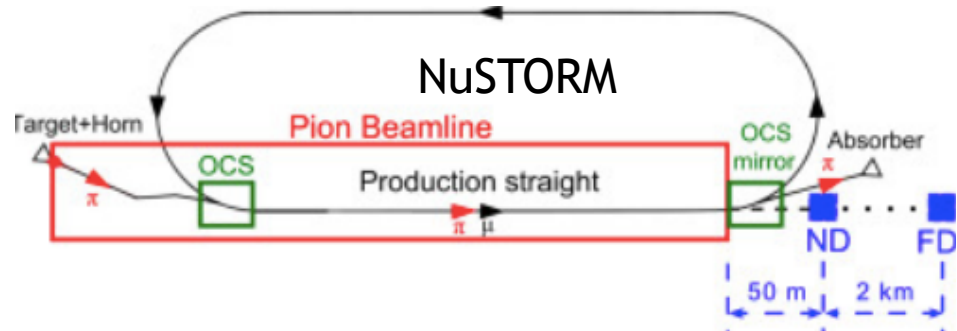 NuSTORM
Target+Horn
Pion Beamline
OCS
OCS
mirror
Absorber
Production straight
π
π
μ
π
ND
FD
50 m
2 km